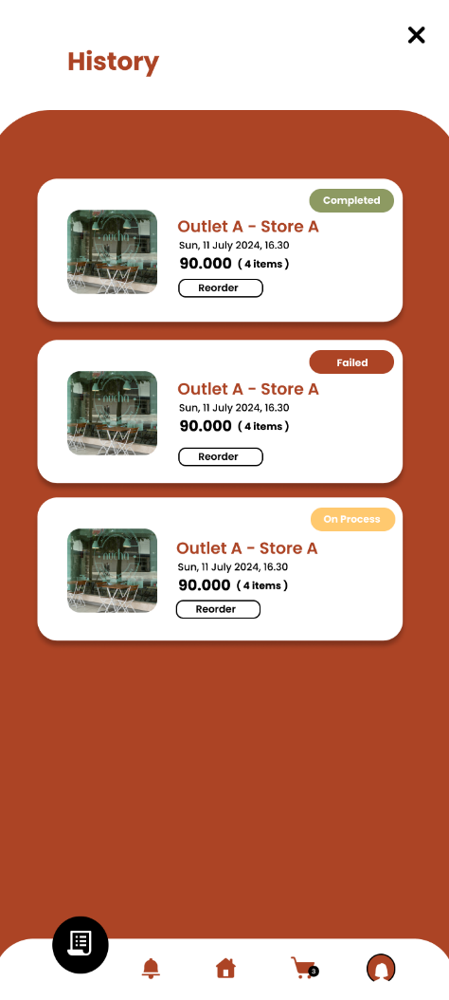 History
Completed
Outlet A - Store A
Sun, 11 July 2024, 16.30
90.000 ( 4 items )
Reorder
Failed
Outlet A - Store A
Sun, 11 July 2024, 16.30
90.000 ( 4 items )
Reorder
On Process
Outlet A - Store A
Sun, 11 July 2024, 16.30
90.000 ( 4 items )
Reorder
3